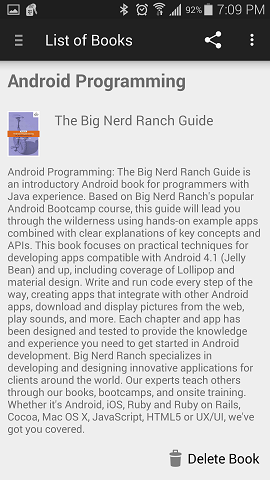 92% 7:09 PM
List of Books
Android Programming
The Big Nerd Ranch Guide
Android Programming: The Big Nerd Ranch Guide is
an introductory Android book for programmers with
Java experience. Based on Big Nerd Ranch's popular
Android Bootcamp course, this guide will lead you
through the wilderness using hands-on example apps
combined with clear explanations of key concepts and
APIs. This book focuses on practical techniques for
developing apps compatible with Android 4.1 (Jelly
Bean) and up, including coverage of Lollipop and
material design. Write and run code every step of the
way, creating apps that integrate with other Android
apps, download and display pictures from the web,
play sounds, and more. Each chapter and app has
been designed and tested to provide the knowledge
and experience you need to get started in Android
development. Big Nerd Ranch specializes in
developing and designing innovative applications for
clients around the world. Our experts teach others
through our books, bootcamps, and onsite training.
Whether it's Android, iOS, Ruby and Ruby on Rails,
Cocoa, Mac OS X, JavaScript, HTML5 or UX/UI, we've
got you covered.
Delete Book